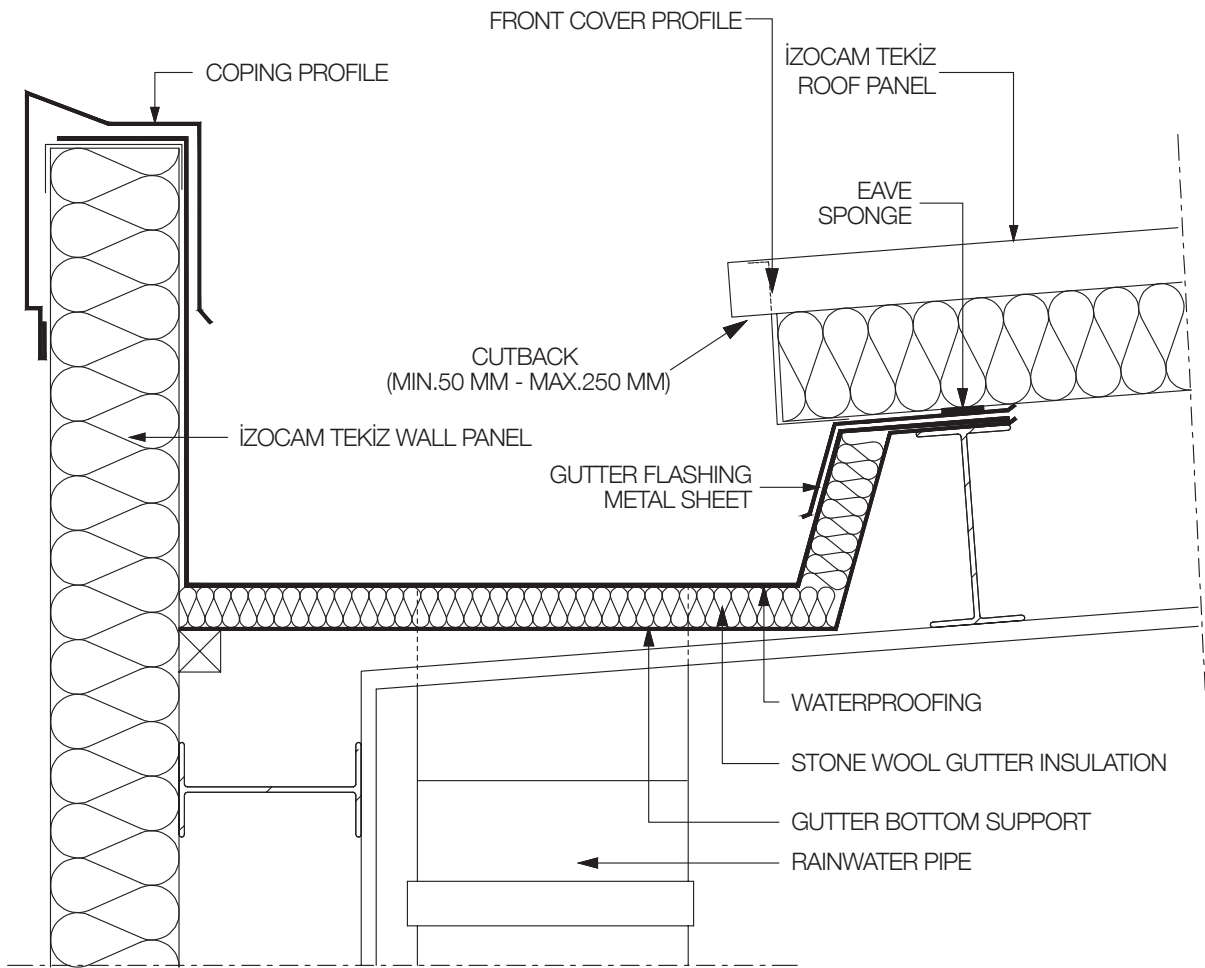 FRONT COVER PROFILE
COPING PROFILE
İZOCAM TEKİZ
ROOF PANEL
EAVE
SPONGE
CUTBACK
(MIN.50 MM - MAX.250 MM)
İZOCAM TEKİZ WALL PANEL
GUTTER FLASHING
METAL SHEET
WATERPROOFING
STONE WOOL GUTTER INSULATION
GUTTER BOTTOM SUPPORT
RAINWATER PIPE